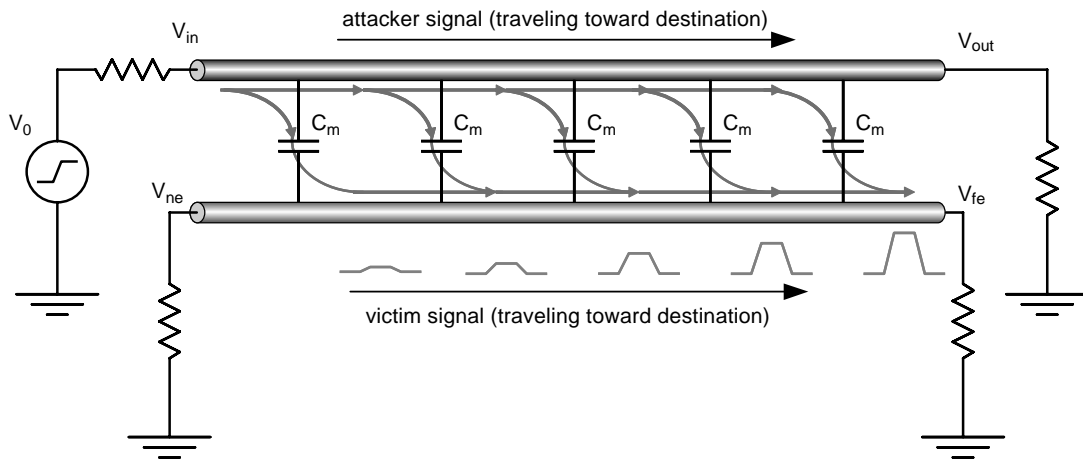 attacker signal (traveling toward destination)
V_in
V_out
V_0
C_m
C_m
C_m
C_m
C_m
V_ne
V_fe
victim signal (traveling toward destination)